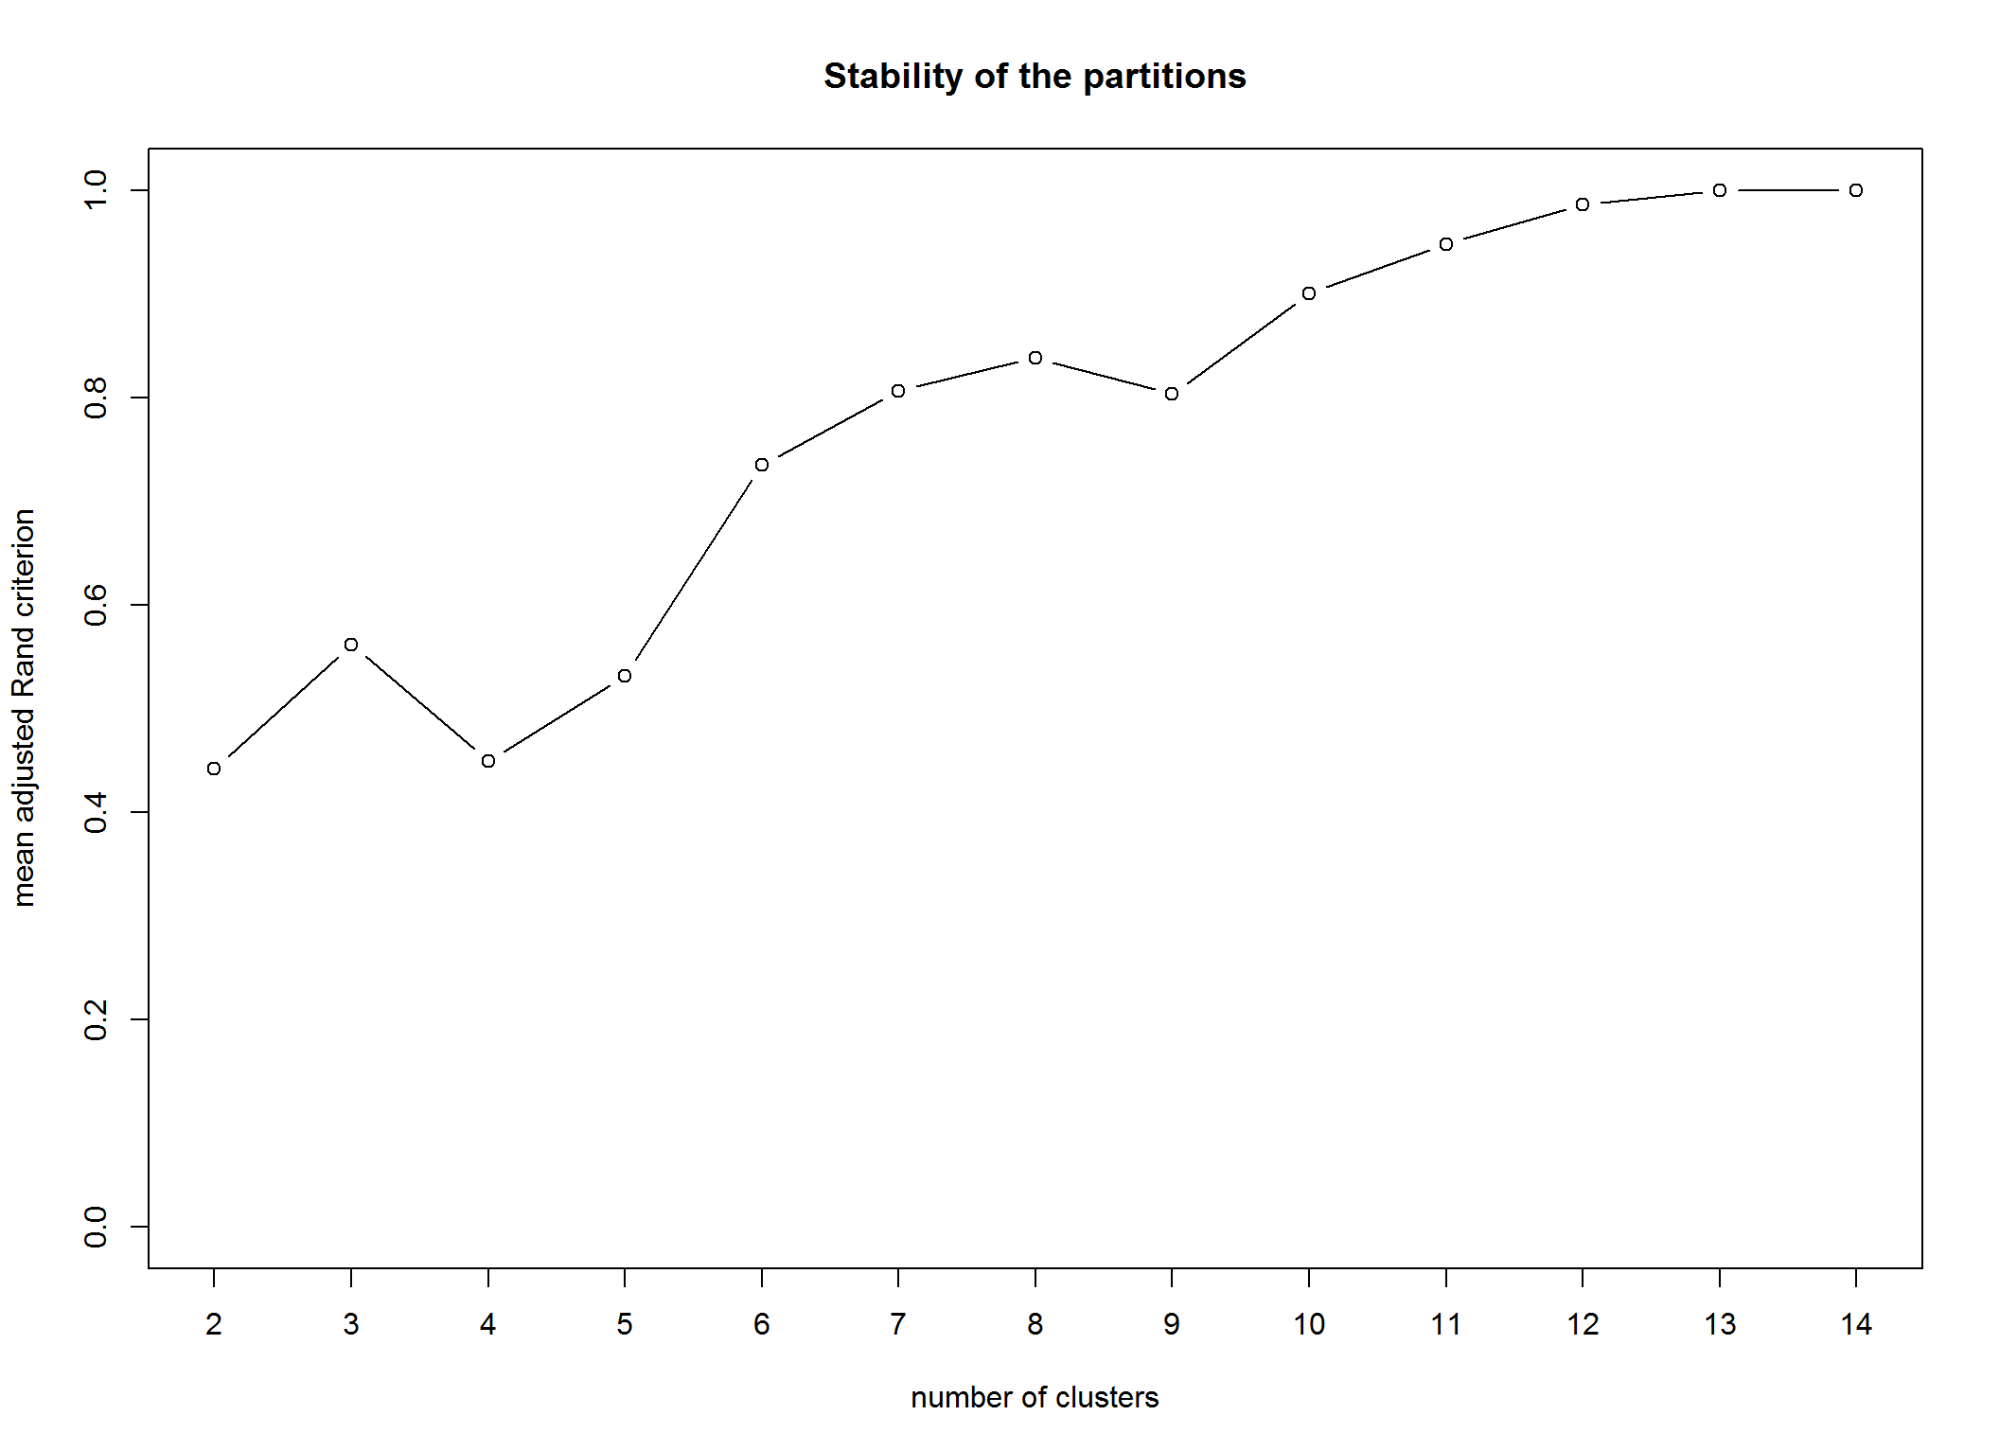 Stability of the partitions
mean adjusted Rand criterion
1.0
0.8
0.6
0.4
0.2
0.0
2 3 4 5 6 7 8 9 10 11 12 13 14
number of clusters